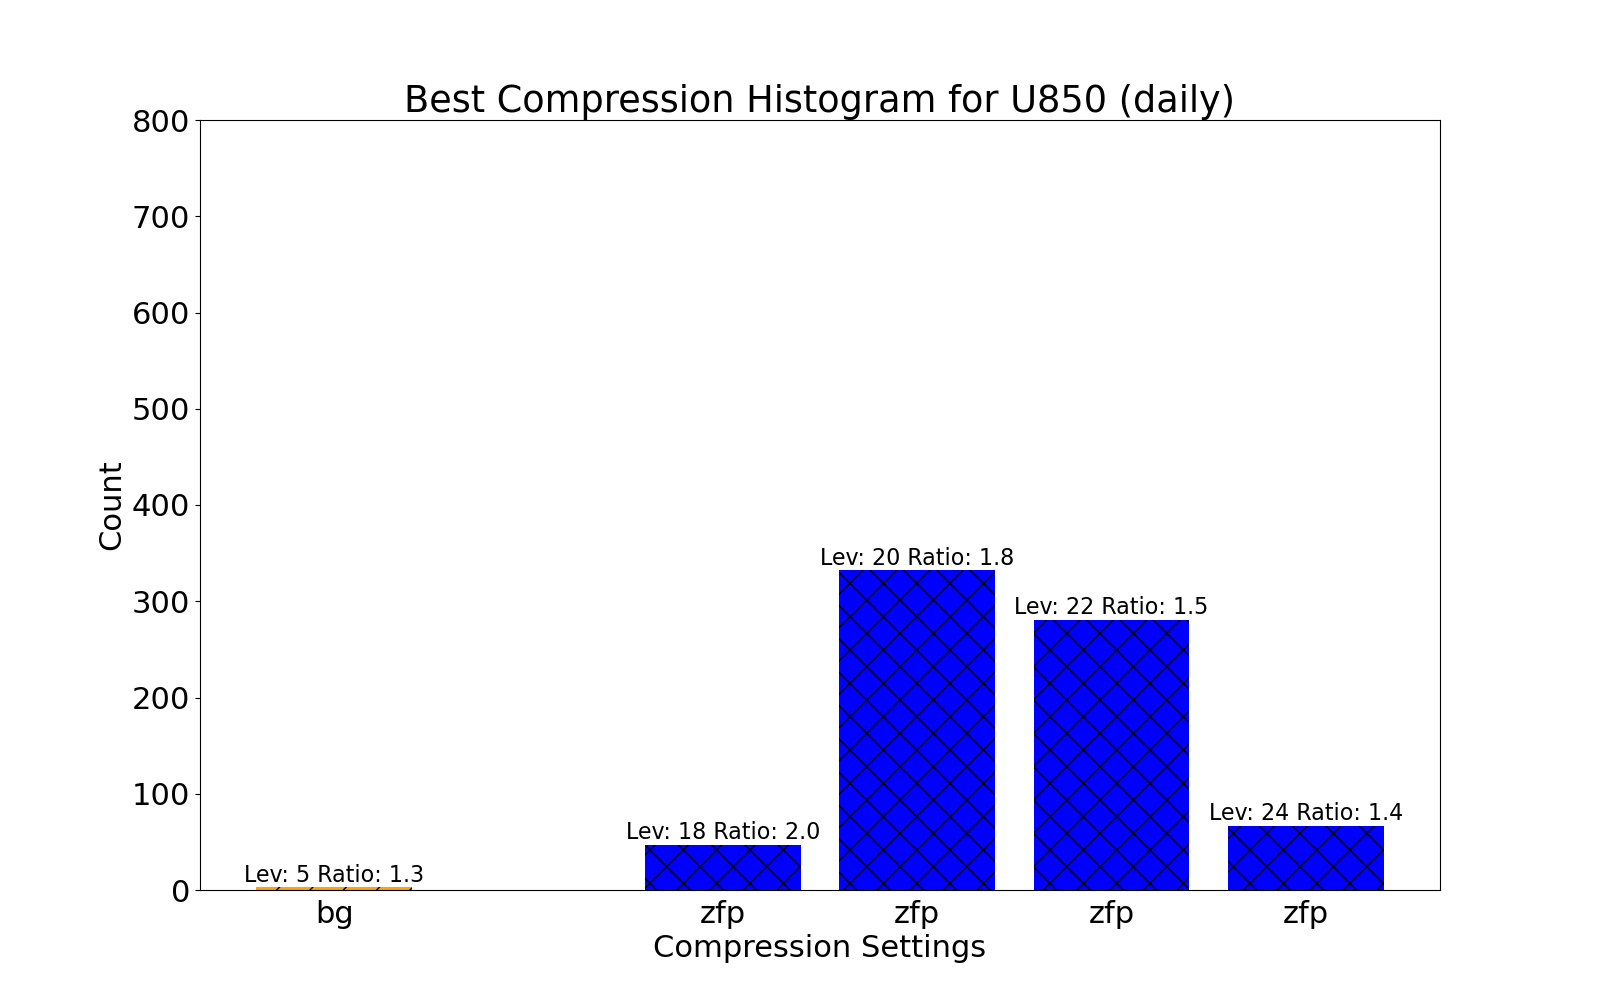 Best Compression Histogram for U850 (daily)
800
700
600
500
400
300
200
100
0
Count
Lev: 5 Ratio: 1.3
Lev: 18 Ratio: 2.0
Lev: 20 Ratio: 1.8
Lev: 22 Ratio: 1.5
Lev: 24 Ratio: 1.4
bg zfp zfp zfp zfp
Compression Settings